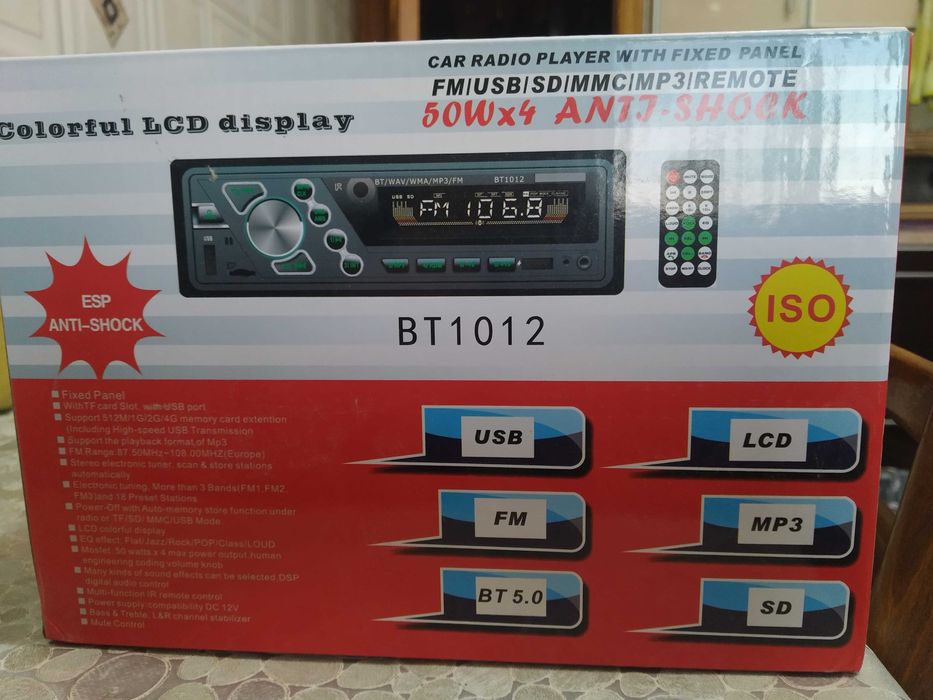 CAR RADIO PLAYER WITH FIXED PANEL
FM/USB/SD/MMC/MP3/REMOTE
50Wx4 ANTI-SHOCK
Colorful LCD display
BT/WAV/WMA/MP3/FM BT1012
USB SD
FM 106.8
USB
ESP
ANTI-SHOCK
BT1012
ISO
Fixed Panel
With TF card Slot, with USB port
Support 512M/1G/2G/4G memory card extention
(Including High-speed USB Transmission
Support the playback format,of Mp3
FM Range:87.50MHz~108.00MHZ(Europe)
Stereo electronic tuner, scan & store stations
automatically
Electronic tuning, More than 3 Bands(FM1,FM2,
FM3)and 18 Preset Stations
Power-Off with Auto-memory store function under
radio or TF/SD/ MMC/USB Mode
LCD colorful display
EQ effect: Flat/Jazz/Rock/POP/Class/LOUD
Mosfet, 50 watts x 4 max power output,human
engineering coding volume knob
Many kinds of sound effects can be selected,DSP
digital audio control
Multi-function IR remote control
Power supply compatibility DC 12V
Bass & Treble, L&R channel stabilizer
Mute Control
USB
LCD
FM
MP3
BT 5.0
SD